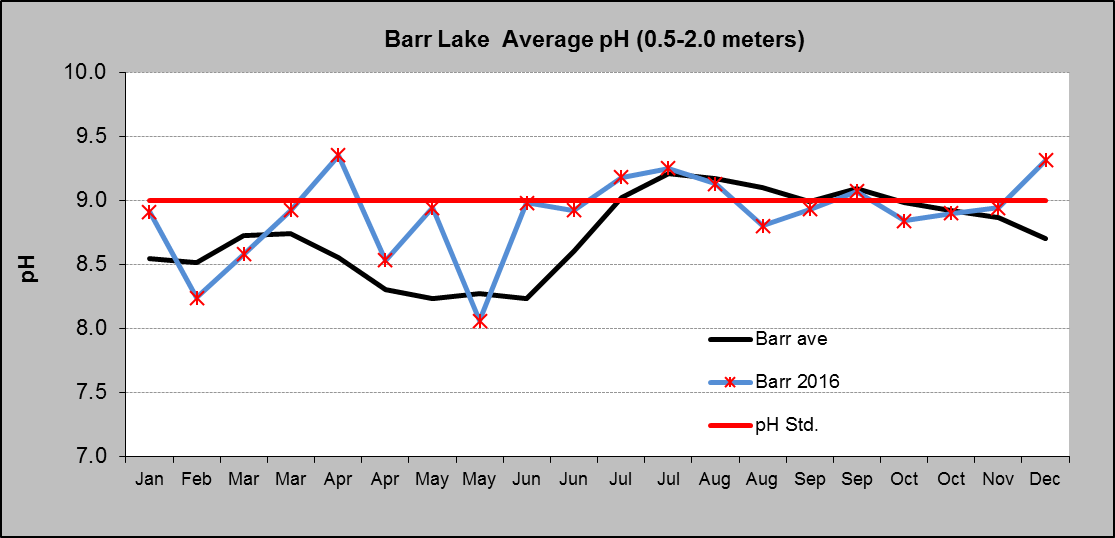 Barr Lake  Average pH (0.5-2.0 meters)
10.0
9.5
9.0
8.5
8.0
7.5
7.0
pH
Barr ave
Barr 2016
pH Std.
Jan Feb Mar Mar Apr Apr May May Jun Jun Jul Jul Aug Aug Sep Sep Oct Oct Nov Dec